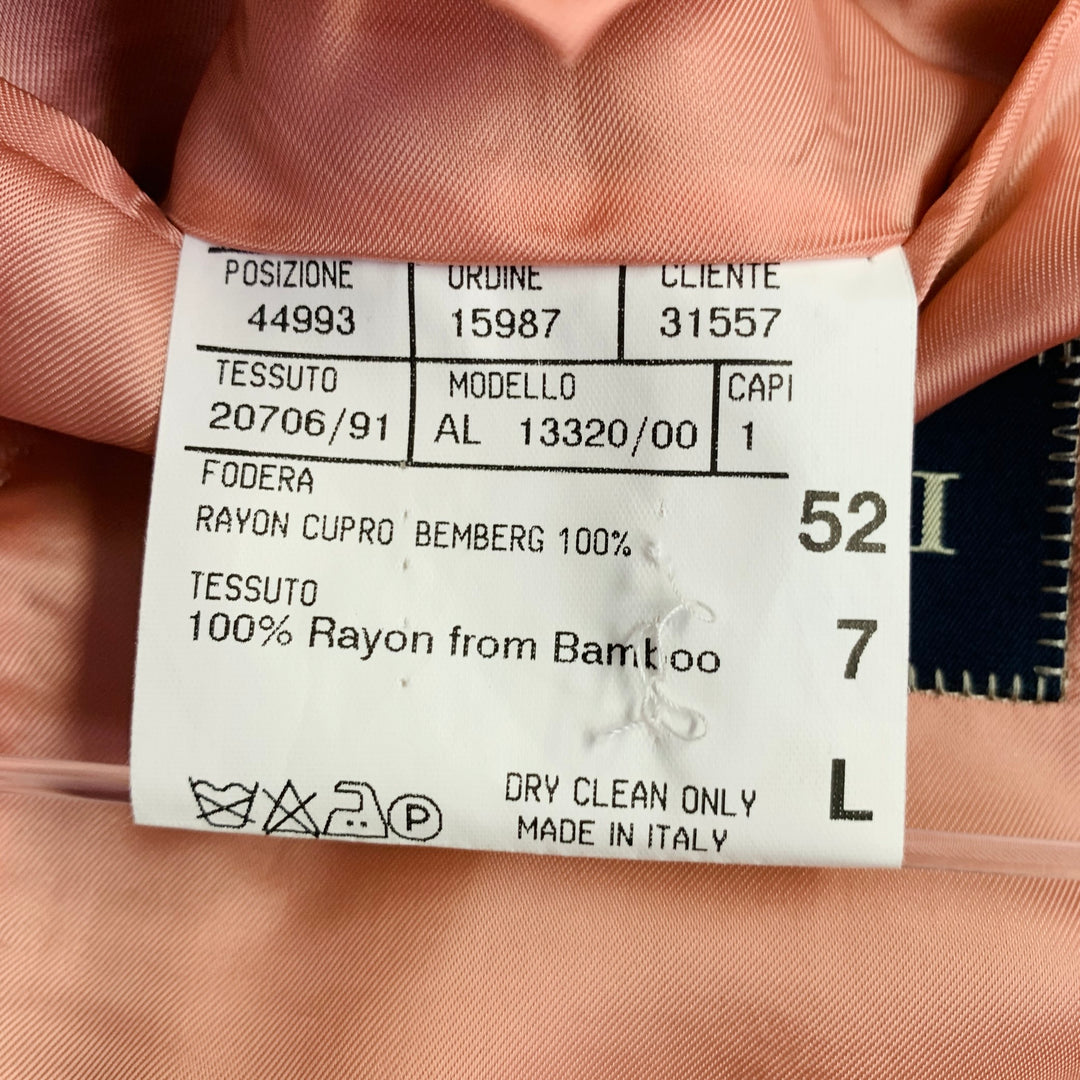 POSIZIONE ORDINE CLIENTE
44993 15987 31557
TESSUTO MODELLO CAPI
20706/91 AL 13320/00 1
FODERA
RAYON CUPRO BEMBERG 100%
52
TESSUTO
100% Rayon from Bamboo
7
P
DRY CLEAN ONLY
MADE IN ITALY
L
I